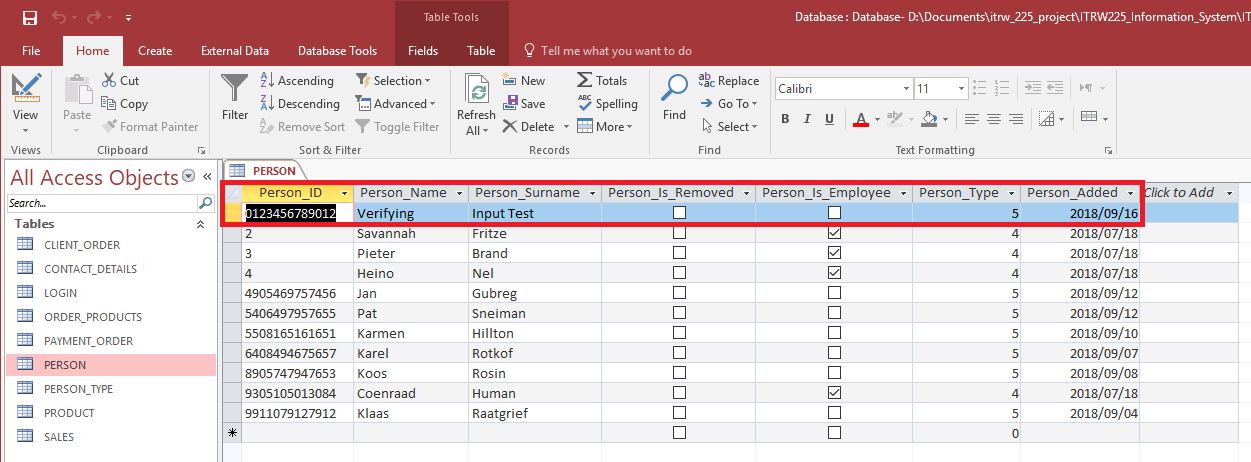 Table Tools
Database : Database- D:\Documents\itrw_225_project\ITRW225_Information_System\IT
File Home Create External Data Database Tools Fields Table Tell me what you want to do
View
Views
Paste
Cut
Copy
Format Painter
Clipboard
Filter
Ascending
Descending
Remove Sort
Selection
Advanced
Toggle Filter
Sort & Filter
Refresh
All
New
Save
Delete
Totals
Spelling
More
Records
Find
Replace
Go To
Select
Find
Calibri 11
B I U A
Text Formatting
All Access Objects
Search...
Tables
CLIENT_ORDER
CONTACT_DETAILS
LOGIN
ORDER_PRODUCTS
PAYMENT_ORDER
PERSON
PERSON_TYPE
PRODUCT
SALES
PERSON
Person_ID Person_Name Person_Surname Person_Is_Removed Person_Is_Employee Person_Type Person_Added Click to Add
0123456789012 Verifying Input Test 5 2018/09/16
2 Savannah Fritze 4 2018/07/18
3 Pieter Brand 4 2018/07/18
4 Heino Nel 4 2018/07/18
4905469757456 Jan Gubreg 5 2018/09/12
5406497957655 Pat Sneiman 5 2018/09/12
5508165161651 Karmen Hillton 5 2018/09/10
6408494675657 Karel Rotkof 5 2018/09/07
8905747947653 Koos Rosin 5 2018/09/08
9305105013084 Coenraad Human 4 2018/07/18
9911079127912 Klaas Raatgrief 5 2018/09/04
0